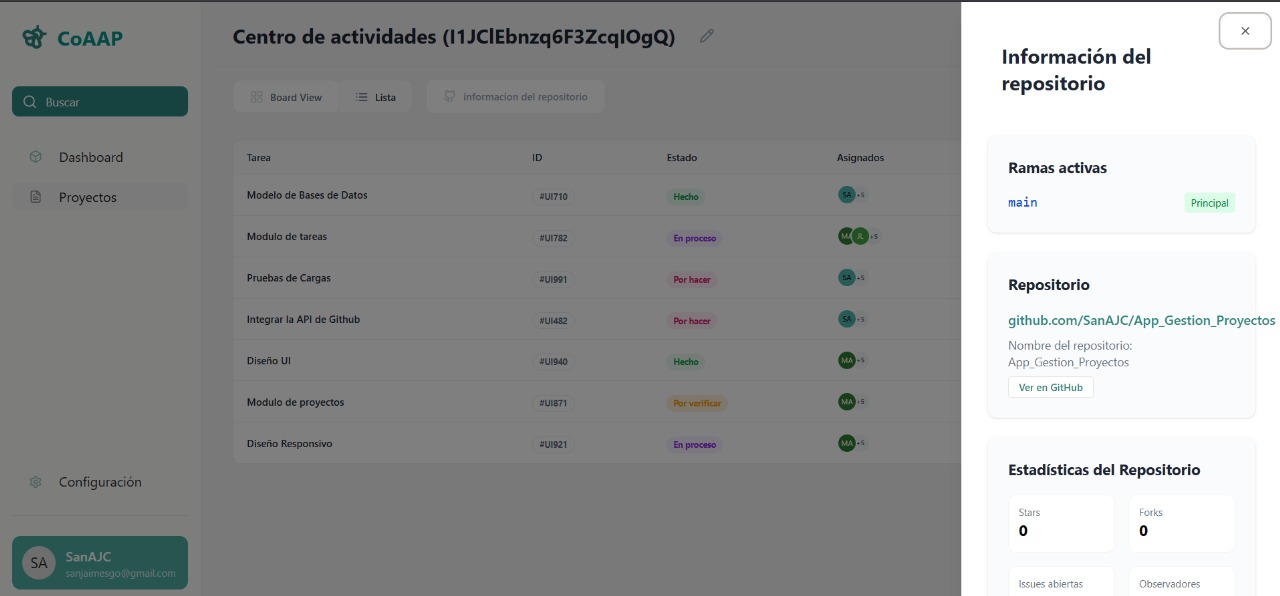 CoAAP
Buscar
Dashboard
Proyectos
Configuración
SA SanAJC
sanjaimesgo@gmail.com
Centro de actividades (I1JClEbnzq6F3ZcqIOgQ)
Board View Lista informacion del repositorio
Tarea ID Estado Asignados
Modelo de Bases de Datos #UI710 Hecho SA +5
Modulo de tareas #UI782 En proceso MA +5
Pruebas de Cargas #UI991 Por hacer SA +5
Integrar la API de Github #UI482 Por hacer SA +5
Diseño UI #UI940 Hecho MA +5
Modulo de proyectos #UI871 Por verificar MA +5
Diseño Responsivo #UI921 En proceso MA +5
Información del
repositorio
Ramas activas
main Principal
Repositorio
github.com/SanAJC/App_Gestion_Proyectos
Nombre del repositorio:
App_Gestion_Proyectos
Ver en GitHub
Estadísticas del Repositorio
Stars Forks
0 0
Issues abiertas Observadores